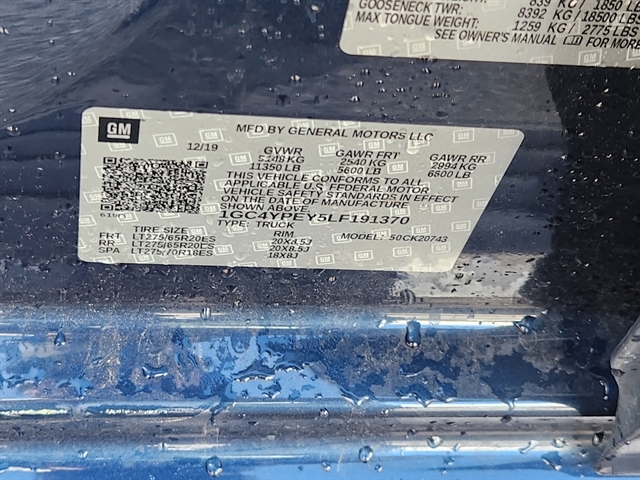 839 K 1850 LB
GOOSENECK TWR: 8392 KG / 18500 LBS
MAX TONGUE WEIGHT: 1259 KG / 2775 LBS
SEE OWNER'S MANUAL FOR MOR
GM
MFD BY GENERAL MOTORS LLC
12/19 GVWR GAWR FRT GAWR RR
5148 KG 2540 KG 2994 KG
11350 LB 5600 LB 6600 LB
THIS VEHICLE CONFORMS TO ALL
APPLICABLE U.S. FEDERAL MOTOR
VEHICLE SAFETY STANDARDS IN EFFECT ON
THE DATE OF MANUFACTURE SHOWN ABOVE.
1GC4YPEY5LF191370
TYPE: TRUCK
TIRE SIZE RIM MODEL: 50CK20743
FRT LT275/65R20ES 20X8.5J
RR LT275/65R20ES 20X8.5J
SPA LT275/70R18ES 18X8J